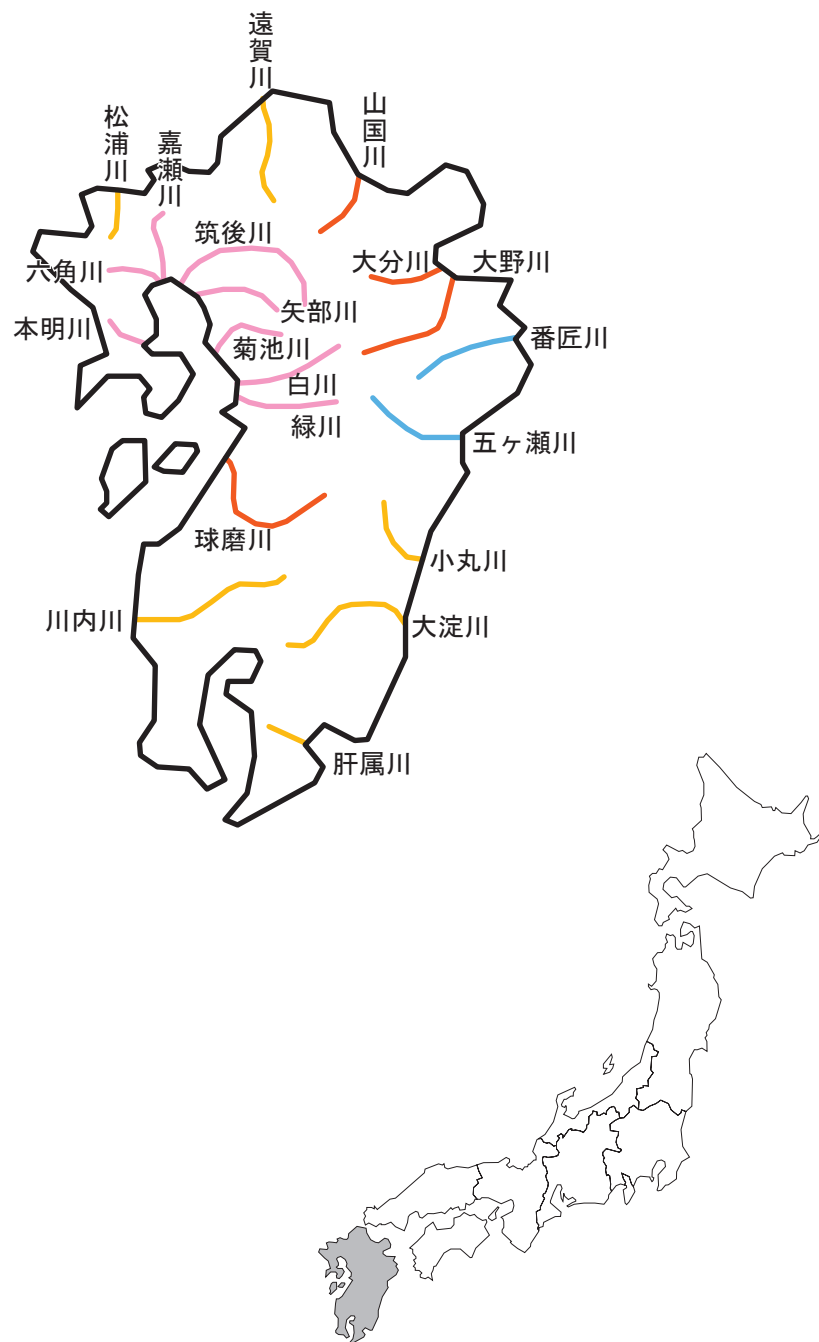 遠賀川
山国川
松浦川
嘉瀬川
筑後川
大分川
大野川
六角川
矢部川
本明川
菊池川
番匠川
白川
緑川
五ヶ瀬川
球磨川
小丸川
川内川
大淀川
肝属川